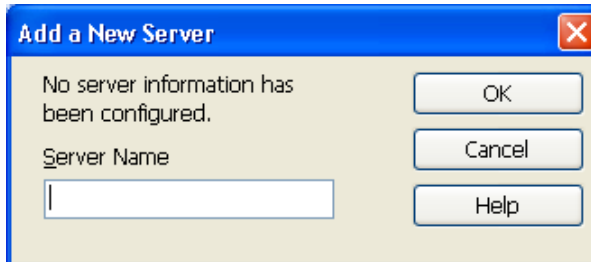 Add a New Server
No server information has
been configured.
Server Name
OK
Cancel
Help